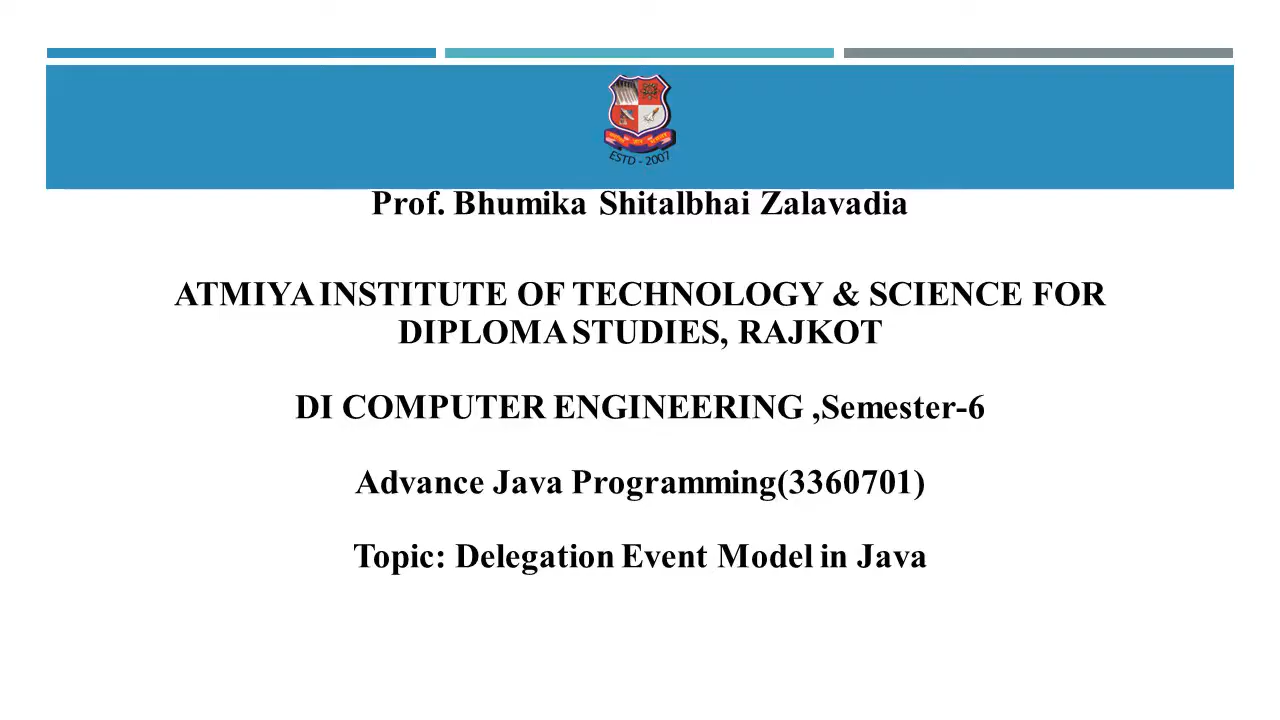 ESTD - 2007
Prof. Bhumika Shitalbhai Zalavadia
ATMIYA INSTITUTE OF TECHNOLOGY & SCIENCE FOR
DIPLOMA STUDIES, RAJKOT
DI COMPUTER ENGINEERING ,Semester-6
Advance Java Programming(3360701)
Topic: Delegation Event Model in Java